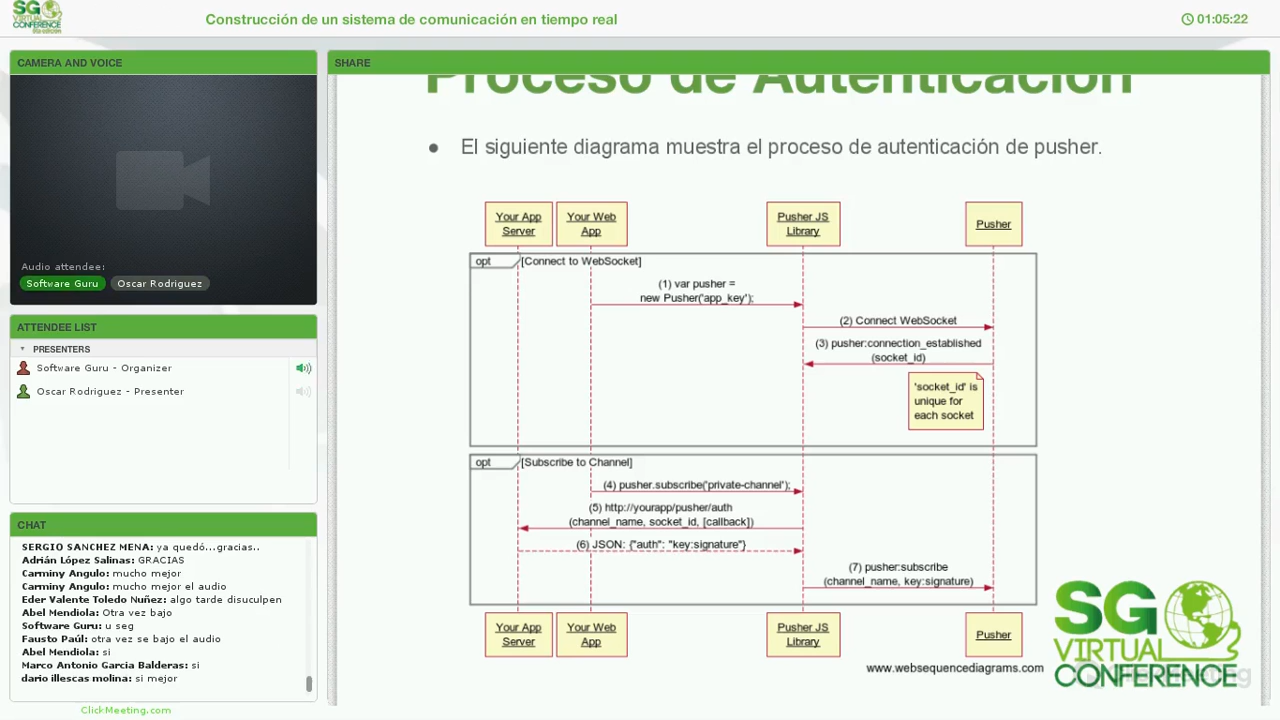 SG
VIRTUAL
CONFERENCE
Construcción de un sistema de comunicación en tiempo real
01:05:22
CAMERA AND VOICE
Audio attendee:
Software Guru
Oscar Rodriguez
ATTENDEE LIST
PRESENTERS
Software Guru - Organizer
Oscar Rodriguez - Presenter
CHAT
SERGIO SANCHEZ MENA: ya quedó...gracias..
Adrián López Salinas: GRACIAS
Carminy Angulo: mucho mejor
Carminy Angulo: mucho mejor el audio
Eder Valente Toledo Nuñez: algo tarde disuculpen
Abel Mendiola: Otra vez bajo
Software Guru: u seg
Fausto Paúl: otra vez se bajo el audio
Abel Mendiola: si
Marco Antonio Garcia Balderas: si
dario illescas molina: si mejor
ClickMeeting.com
SHARE
Proceso de Autenticación
● El siguiente diagrama muestra el proceso de autenticación de pusher.
Your App
Server
Your Web
App
Pusher JS
Library
Pusher
opt
[Connect to WebSocket]
(1) var pusher =
new Pusher('app_key');
(2) Connect WebSocket
(3) pusher:connection_established
(socket_id)
'socket_id' is
unique for
each socket
opt
[Subscribe to Channel]
(4) pusher.subscribe('private-channel');
(5) http://yourapp/pusher/auth
(channel_name, socket_id, [callback])
(6) JSON: {"auth": "key:signature"}
(7) pusher:subscribe
(channel_name, key:signature)
Your App
Server
Your Web
App
Pusher JS
Library
Pusher
www.websequencediagrams.com
SG
VIRTUAL
CONFERENCE